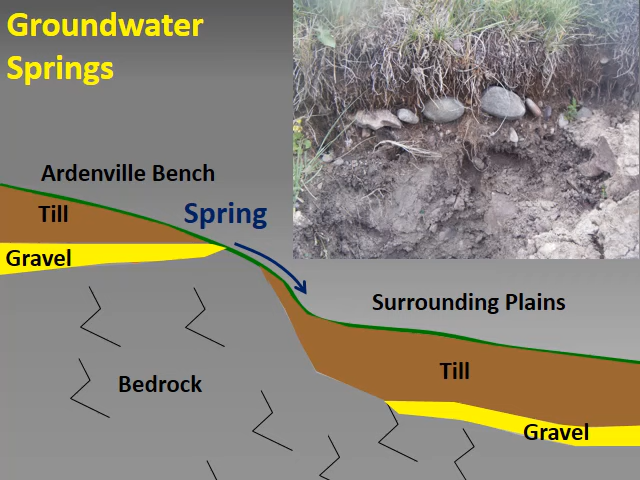 Groundwater
Springs
Ardenville Bench
Till
Spring
Gravel
Surrounding Plains
Bedrock
Till
Gravel